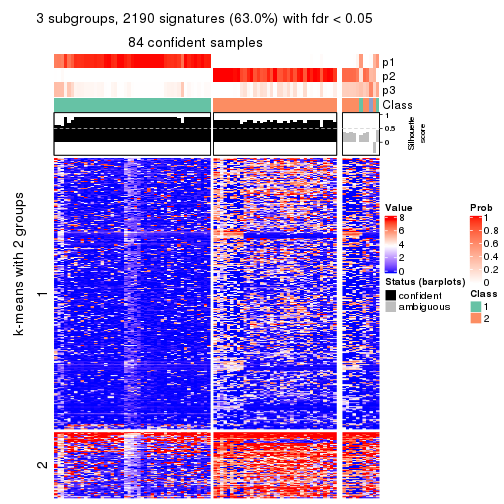 3 subgroups, 2190 signatures (63.0%) with fdr < 0.05
84 confident samples
p1
p2
p3
Class
1
0.5
0
Silhouette
score
k-means with 2 groups
1
2
Value
8
6
4
2
0
Status (barplots)
confident
ambiguous
Prob
1
0.8
0.6
0.4
0.2
0
Class
1
2